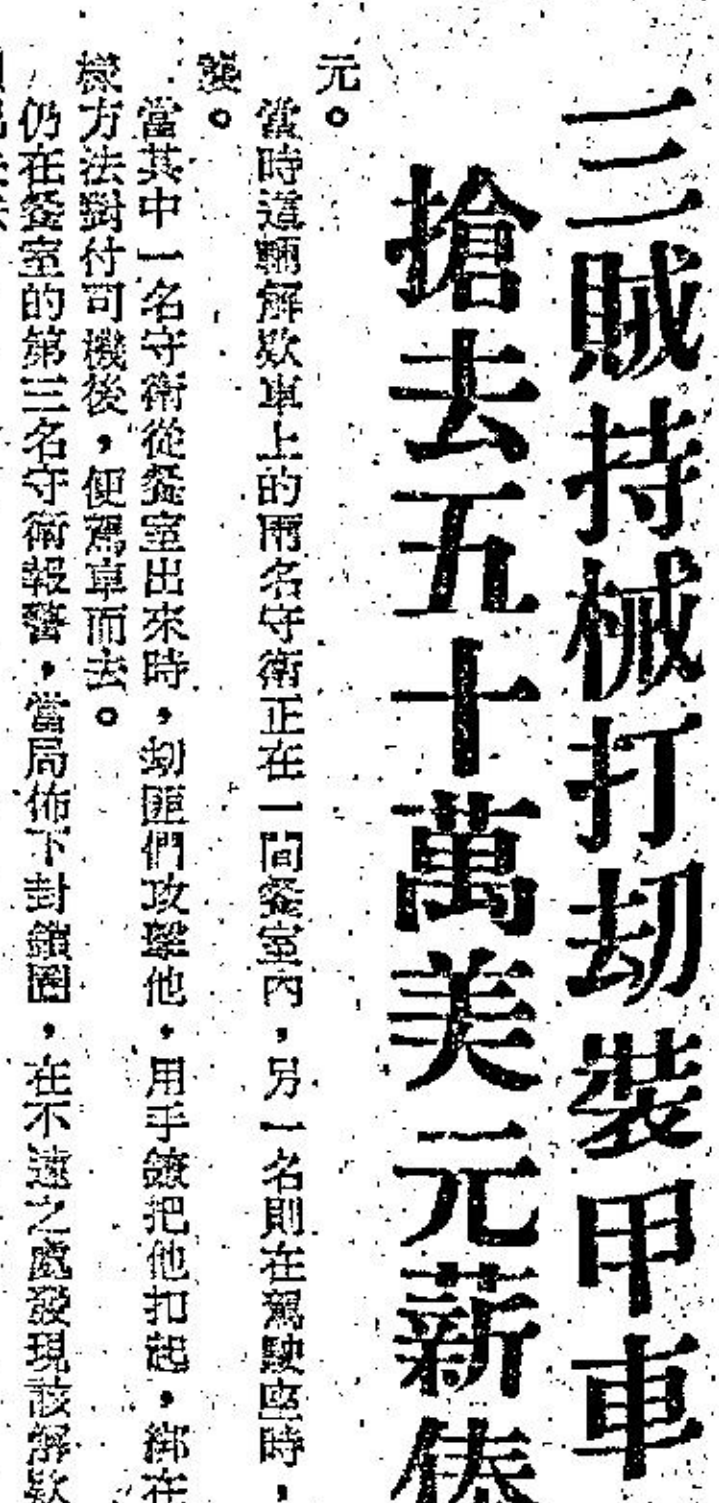 三賊持械打刧裝甲車
搶去五十萬美元薪俸
元。
當時這輛解欵車上的兩名守衛正在一間餐室內，另一名則在駕駛座時，
襲。
當其中一名守衛從餐室出來時，刧匪們攻擊他，用手鐐把他扣起，綁在
樣方法對付司機後，便駕車而去。
仍在餐室的第三名守衛報警，當局佈下封鎖圈，在不遠之處發現該解欵